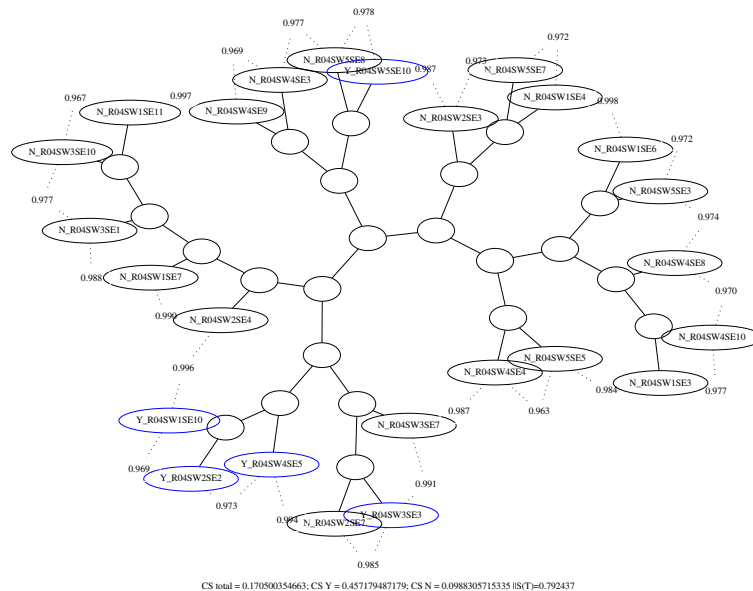 0.978
0.977
0.972
0.969
N_R04SW5SE8
0.973
0.987
N_R04SW5SE7
Y_R04SW5SE10
N_R04SW4SE3
0.967
0.997
N_R04SW1SE4
0.998
N_R04SW1SE11
N_R04SW4SE9
N_R04SW2SE3
0.972
N_R04SW3SE10
N_R04SW1SE6
N_R04SW5SE3
0.977
0.974
N_R04SW3SE1
N_R04SW4SE8
0.988
N_R04SW1SE7
0.970
0.990
N_R04SW2SE4
N_R04SW4SE10
N_R04SW5SE5
0.996
N_R04SW4SE4
0.984
N_R04SW1SE3
0.977
0.987
0.963
Y_R04SW1SE10
N_R04SW3SE7
0.969
Y_R04SW4SE5
Y_R04SW2SE2
0.991
0.973
0.994
N_R04SW2SE7
Y_R04SW3SE3
0.985
CS total = 0.170500354663; CS Y = 0.457179487179; CS N = 0.0988305715335 ||S(T)=0.792437